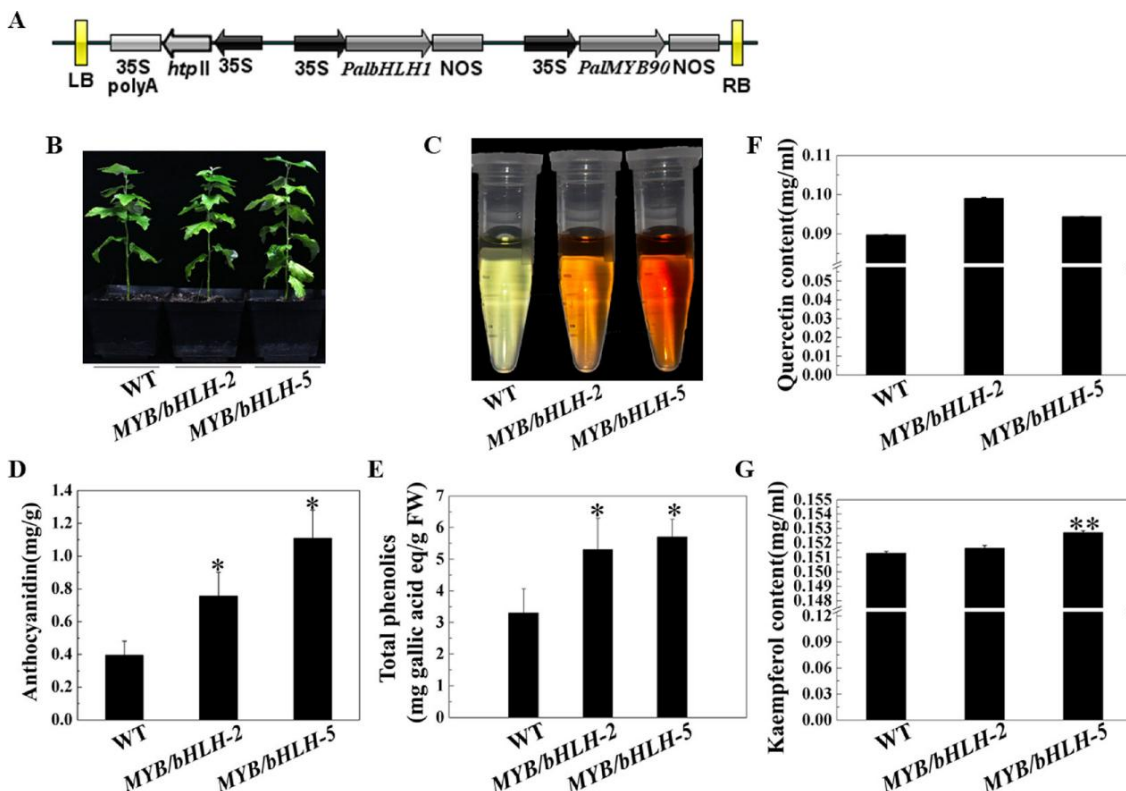 A
LB
35S
polyA
htpII
35S
35S
PalbHLH1
NOS
35S
PalMYB90
NOS
RB
B
WT
MYB/bHLH-2
MYB/bHLH-5
C
WT
MYB/bHLH-2
MYB/bHLH-5
F
Quercetin content(mg/ml)
0.11
0.10
0.09
0.05
0.04
0.03
0.02
0.01
0.00
WT
MYB/bHLH-2
MYB/bHLH-5
D
Anthocyanidin(mg/g)
1.4
1.2
1.0
0.8
0.6
0.4
0.2
0.0
*
*
WT
MYB/bHLH-2
MYB/bHLH-5
E
Total phenolics
(mg gallic acid eq/g FW)
7
6
5
4
3
2
1
0
*
*
WT
MYB/bHLH-2
MYB/bHLH-5
G
Kaempferol content(mg/ml)
0.155
0.153
0.151
0.149
0.148
0.12
0.09
0.06
0.03
0.00
**
WT
MYB/bHLH-2
MYB/bHLH-5